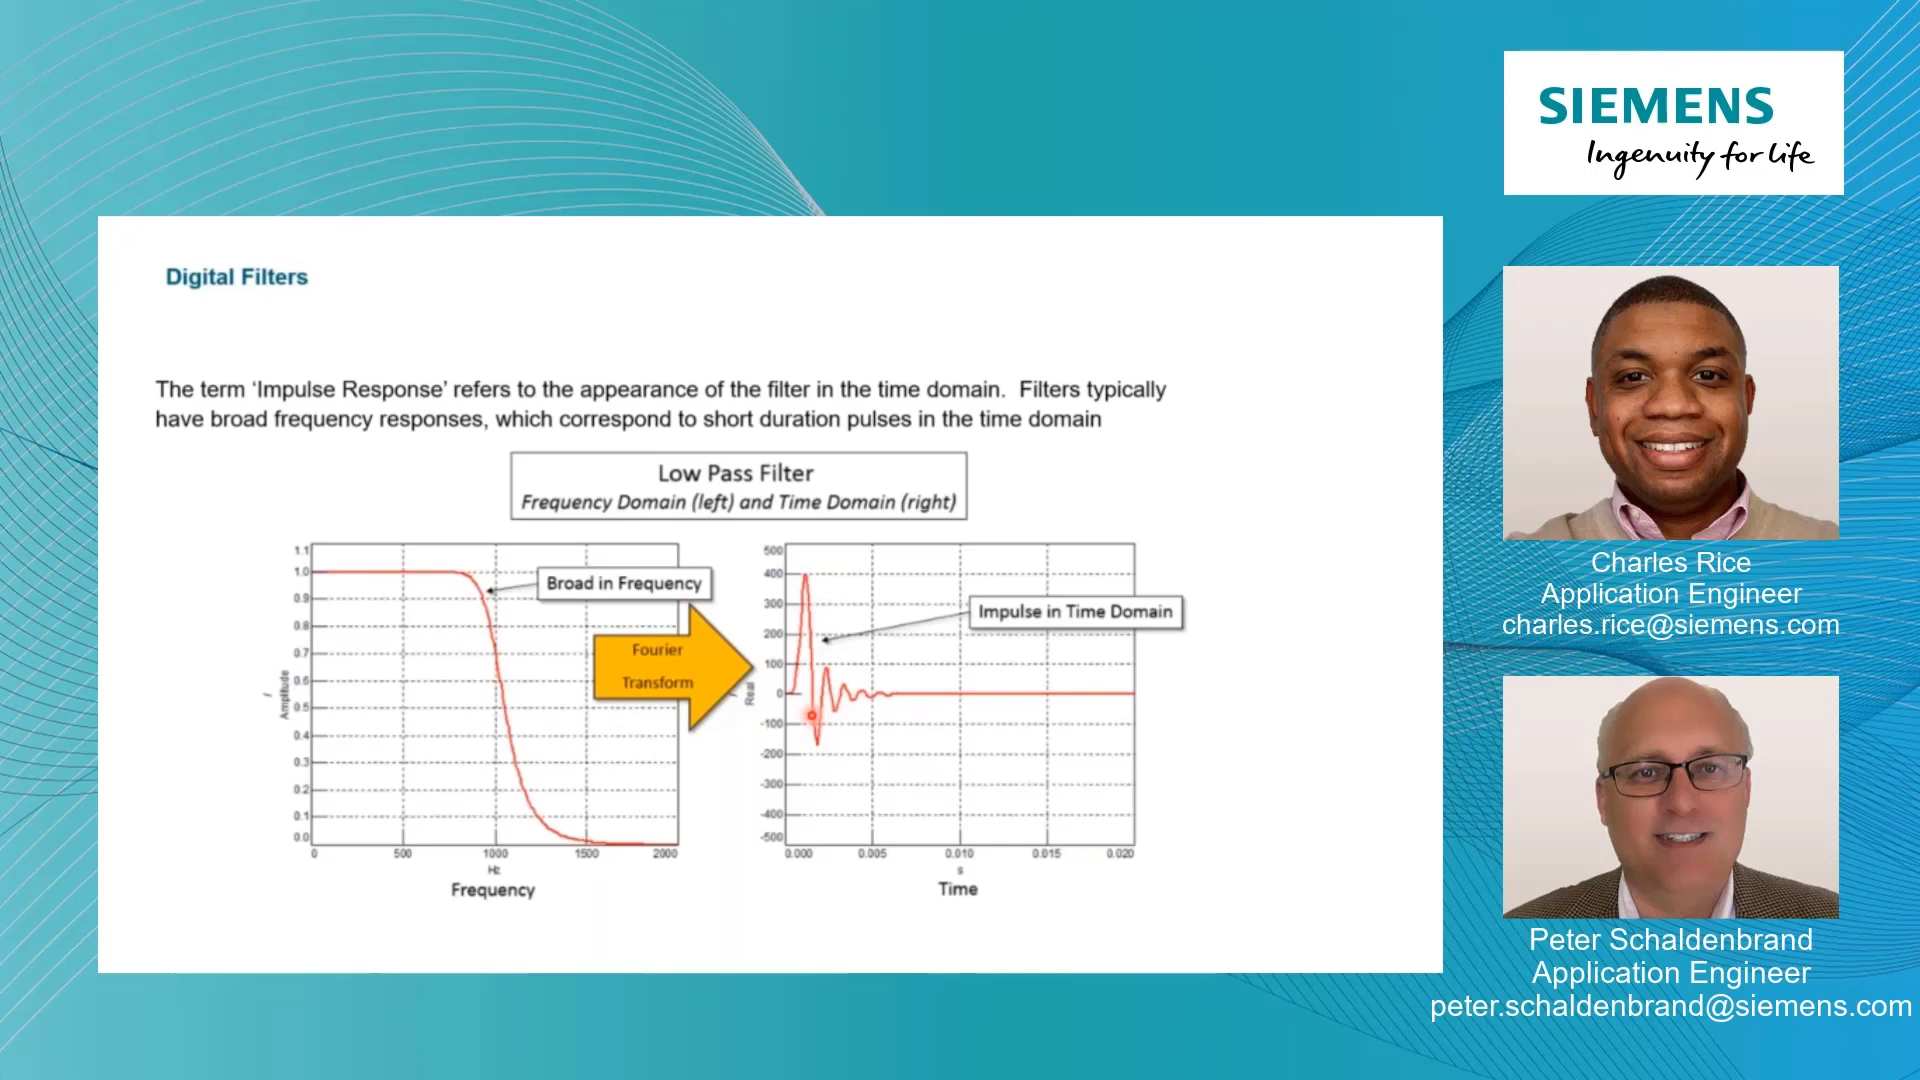 SIEMENS
Ingenuity for life
Digital Filters
The term ‘Impulse Response’ refers to the appearance of the filter in the time domain. Filters typically
have broad frequency responses, which correspond to short duration pulses in the time domain
Low Pass Filter
Frequency Domain (left) and Time Domain (right)
1.1
1.0
0.9
0.8
0.7
0.6
0.5
0.4
0.3
0.2
0.1
0.0
/
Amplitude
0 500 1000 1500 2000
Hz
Frequency
Broad in Frequency
Fourier
Transform
500
400
300
200
100
0
-100
-200
-300
-400
-500
/
Real
0.000 0.005 0.010 0.015 0.020
s
Time
Impulse in Time Domain
Charles Rice
Application Engineer
charles.rice@siemens.com
Peter Schaldenbrand
Application Engineer
peter.schaldenbrand@siemens.com